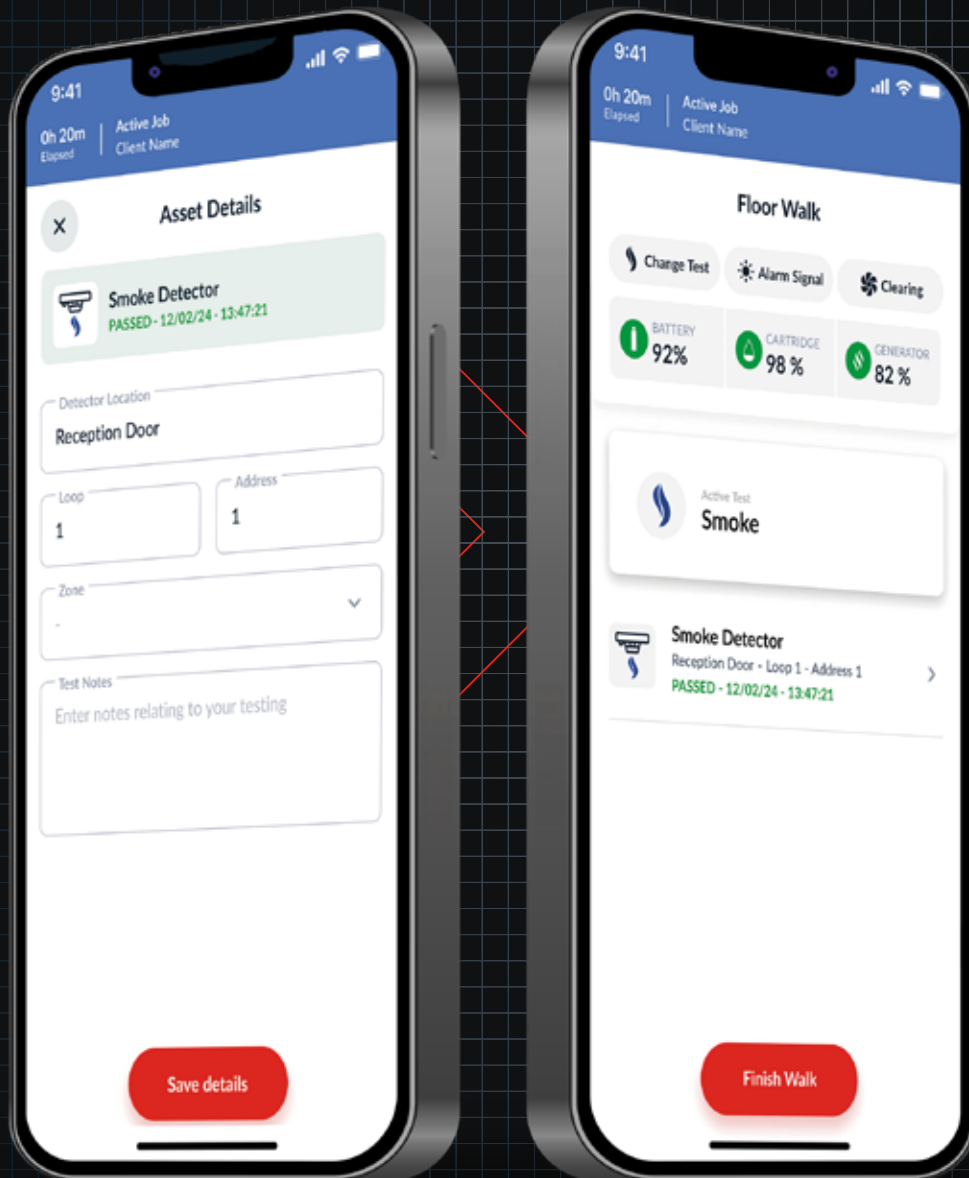 9:41
0h 20m
Elapsed
Active Job
Client Name
Asset Details
Smoke Detector
PASSED - 12/02/24 - 13:47:21
Detector Location
Reception Door
Loop
1
Address
1
Zone
-
Test Notes
Enter notes relating to your testing
Save details
9:41
0h 20m
Elapsed
Active Job
Client Name
Floor Walk
Change Test
Alarm Signal
Clearing
BATTERY
92%
CARTRIDGE
98 %
GENERATOR
82 %
Active Test
Smoke
Smoke Detector
Reception Door - Loop 1 - Address 1
PASSED - 12/02/24 - 13:47:21
Finish Walk